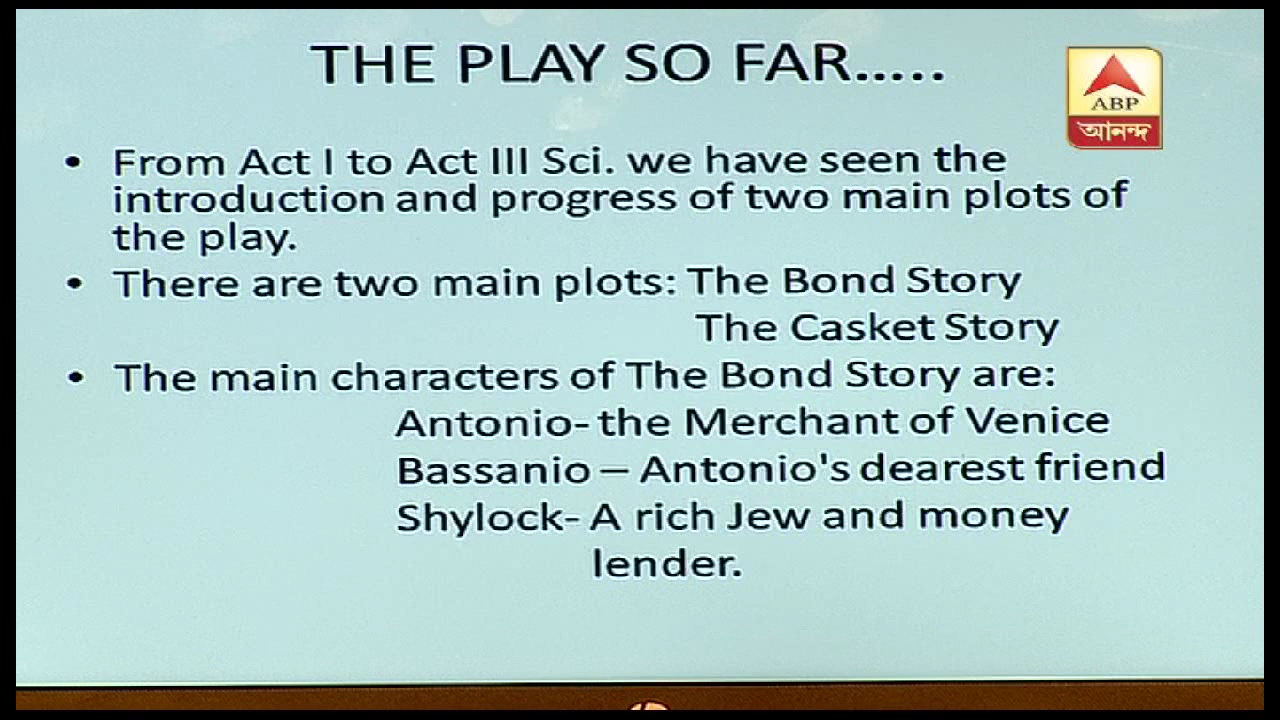 THE PLAY SO FAR.....
ABP
আনন্দ
• From Act I to Act III Sci. we have seen the
introduction and progress of two main plots of
the play.
• There are two main plots: The Bond Story
The Casket Story
• The main characters of The Bond Story are:
Antonio- the Merchant of Venice
Bassanio – Antonio's dearest friend
Shylock- A rich Jew and money
lender.